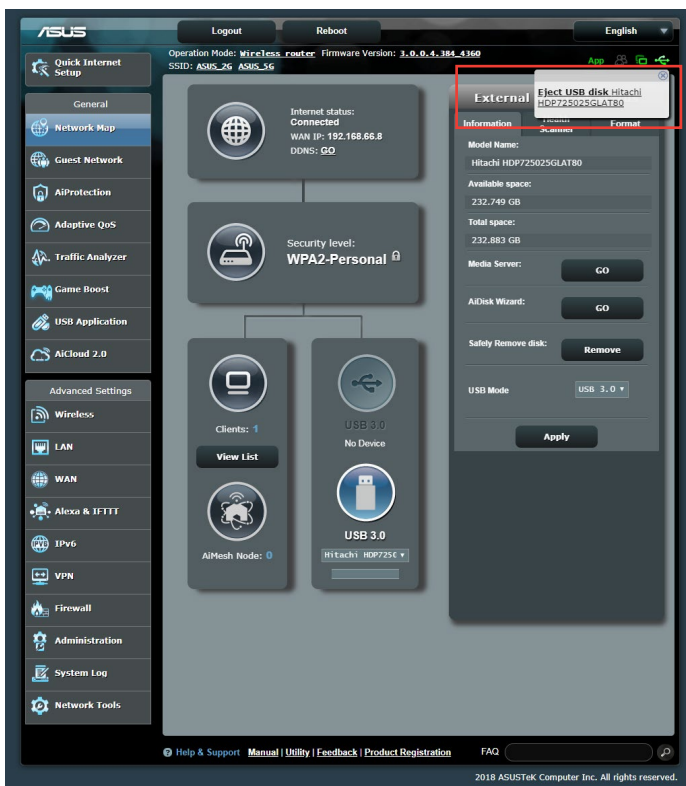 ASUS
Logout
Reboot
English
Quick Internet
Setup
Operation Mode: Wireless router Firmware Version: 3.0.0.4.384_4360
SSID: ASUS_2G ASUS_5G
App
General
Network Map
Guest Network
AiProtection
Adaptive QoS
Traffic Analyzer
Game Boost
USB Application
AiCloud 2.0
Advanced Settings
Wireless
LAN
WAN
Alexa & IFTTT
IPv6
VPN
Firewall
Administration
System Log
Network Tools
Internet status:
Connected
WAN IP: 192.168.66.8
DDNS: GO
Security level:
WPA2-Personal
Clients: 1
View List
AiMesh Node: 0
USB 3.0
No Device
USB 3.0
Hitachi HDP725
External
Eject USB disk Hitachi
HDP725025GLAT80
Information
Health
Scanner
Format
Model Name:
Hitachi HDP725025GLAT80
Available space:
232.749 GB
Total space:
232.883 GB
Media Server:
GO
AiDisk Wizard:
GO
Safely Remove disk:
Remove
USB Mode
USB 3.0
Apply
Help & Support Manual | Utility | Feedback | Product Registration
FAQ
2018 ASUSTeK Computer Inc. All rights reserved.